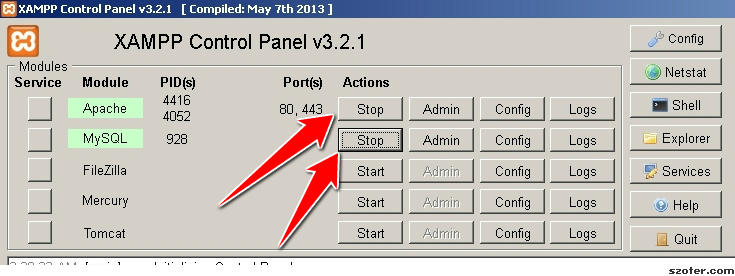 XAMPP Control Panel v3.2.1 [ Compiled: May 7th 2013 ]
XAMPP Control Panel v3.2.1
Config
Modules
Service Module PID(s) Port(s) Actions
Netstat
Apache 4416 4052 80, 443 Stop Admin Config Logs
Shell
MySQL 928 Stop Admin Config Logs
Explorer
FileZilla Start Admin Config Logs
Services
Mercury Start Admin Config Logs
Help
Tomcat Start Admin Config Logs
Quit
szofer.com